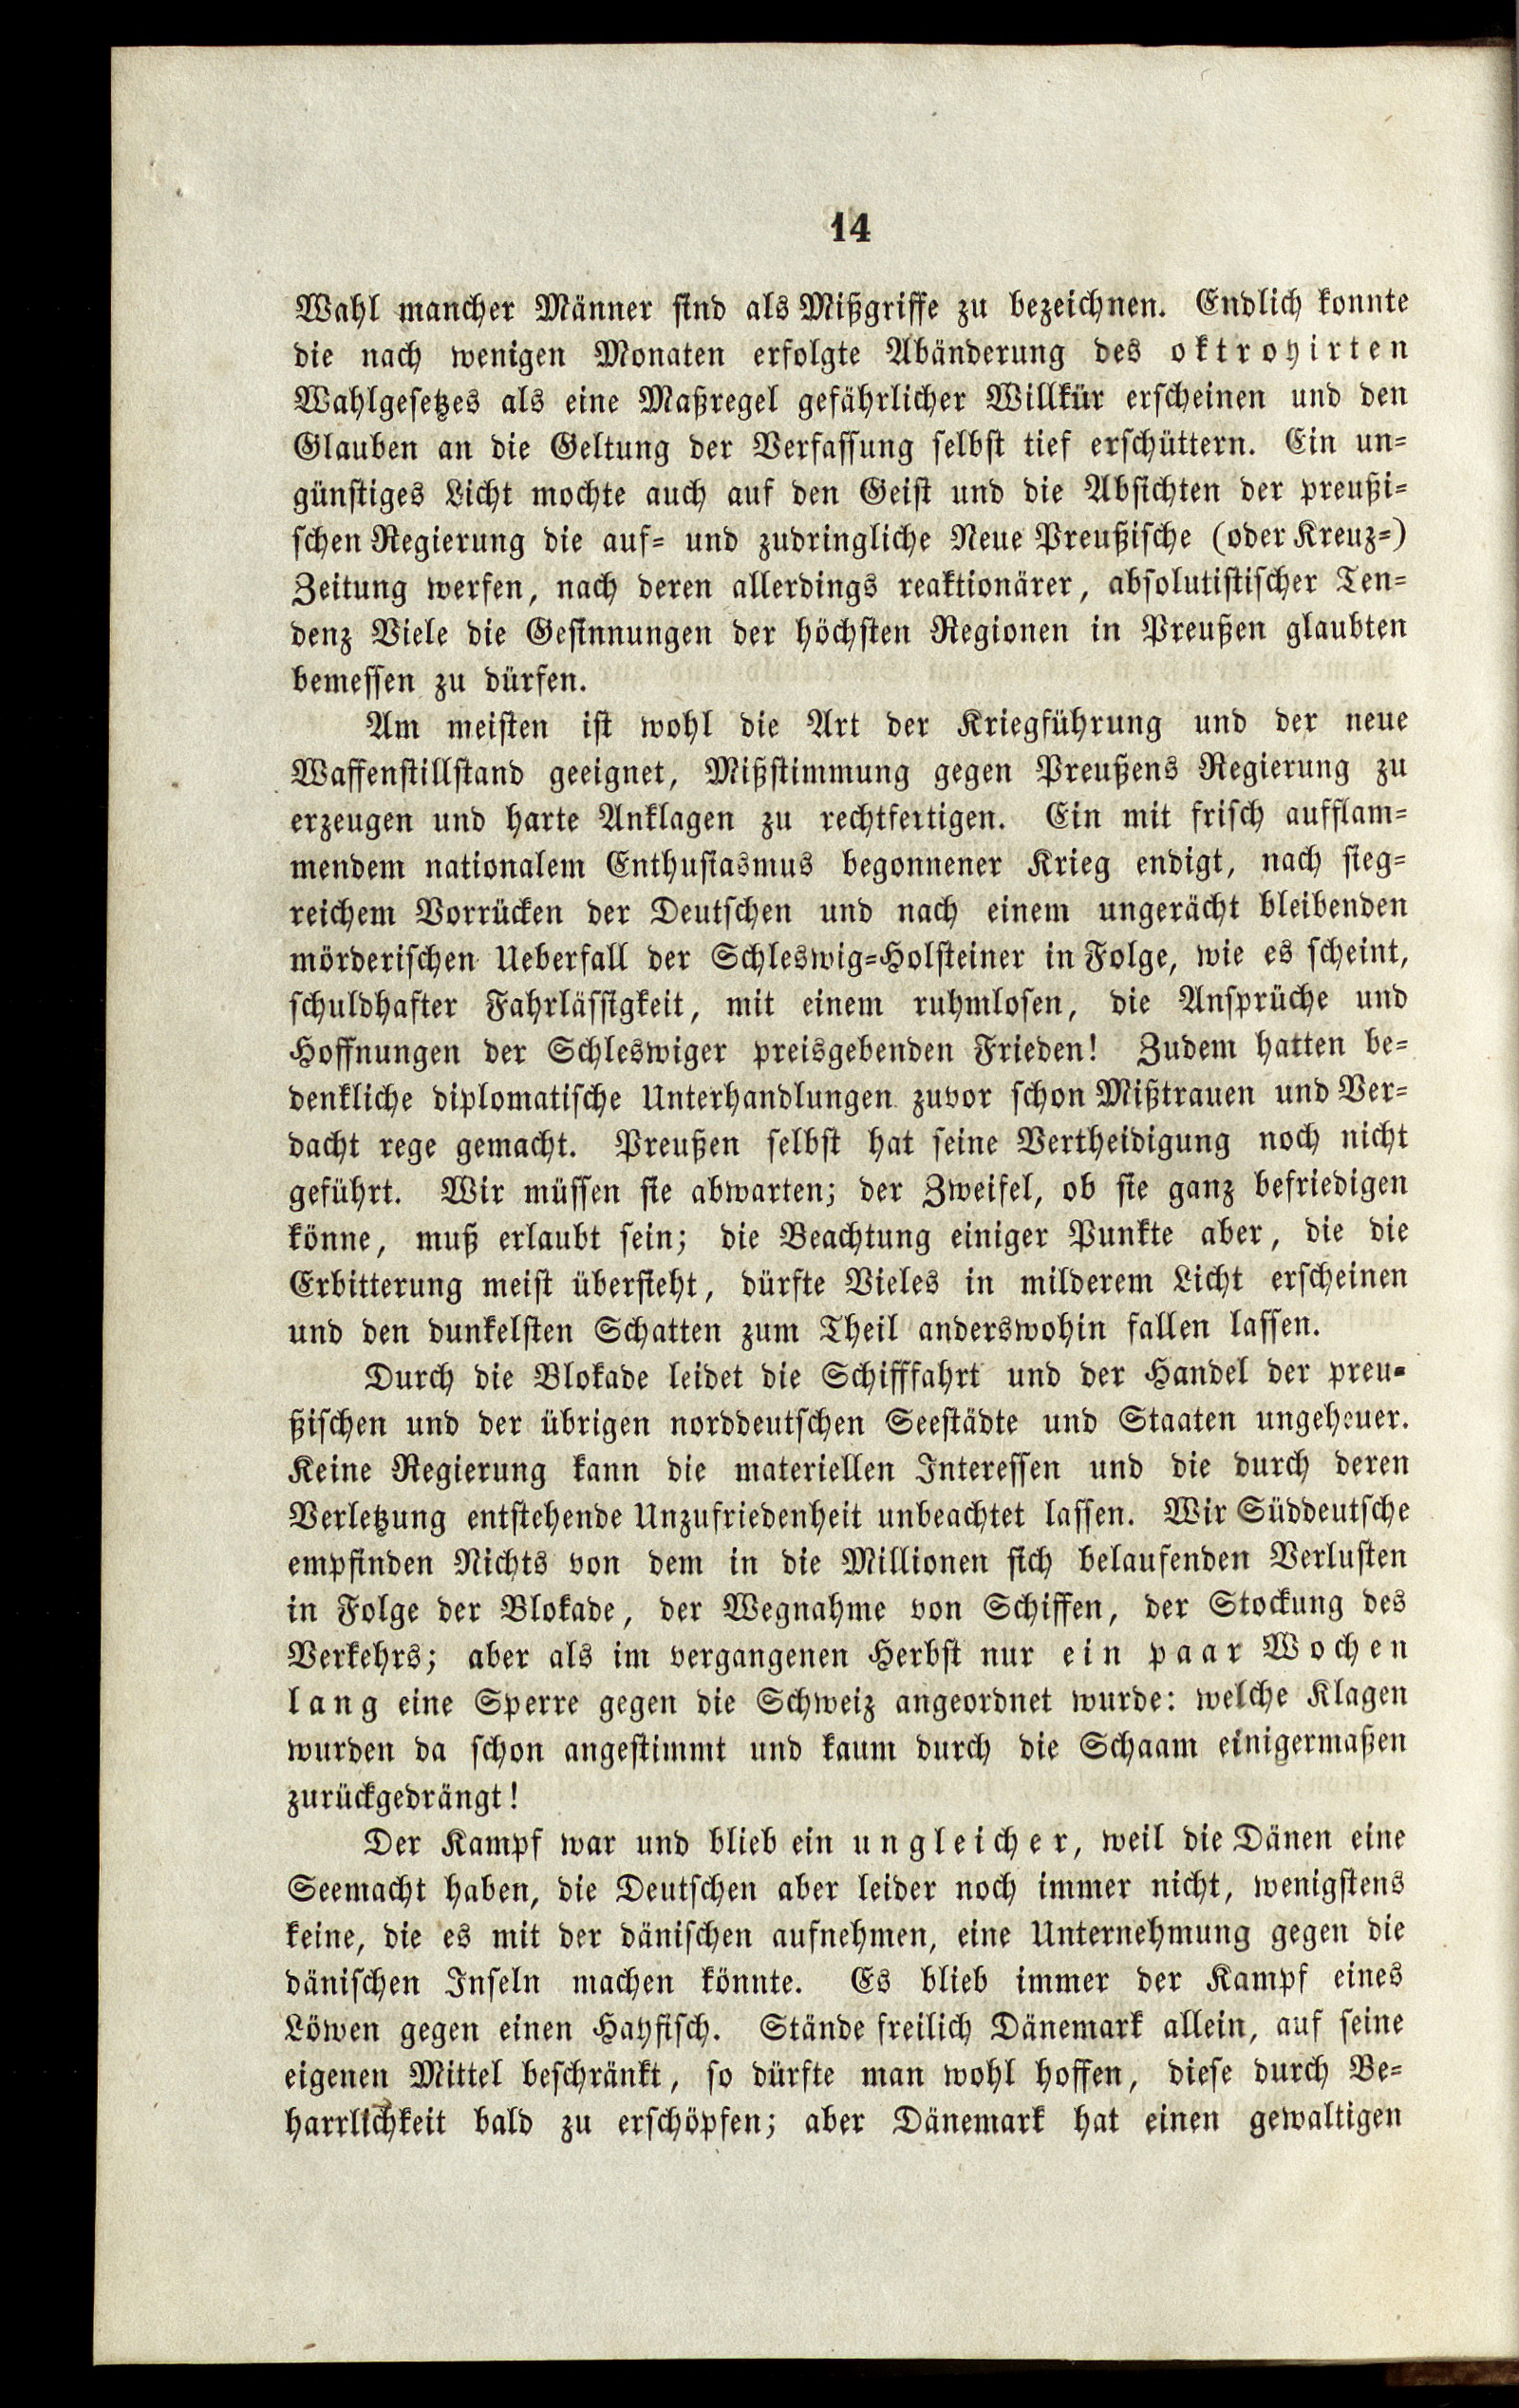 14
Wahl mancher Männer sind als Mißgriffe zu bezeichnen. Endlich konnte
die nach wenigen Monaten erfolgte Abänderung des oktroyirten
Wahlgesetzes als eine Maßregel gefährlicher Willkür erscheinen und den
Glauben an die Geltung der Verfassung selbst tief erschüttern. Ein un-
günstiges Licht mochte auch auf den Geist und die Absichten der preußi-
schen Regierung die auf- und zudringliche Neue Preußische (oder Kreuz-)
Zeitung werfen, nach deren allerdings reaktionärer, absolutistischer Ten-
denz Viele die Gesinnungen der höchsten Regionen in Preußen glaubten
bemessen zu dürfen.
Am meisten ist wohl die Art der Kriegführung und der neue
Waffenstillstand geeignet, Mißstimmung gegen Preußens Regierung zu
erzeugen und harte Anklagen zu rechtfertigen. Ein mit frisch aufflam-
mendem nationalem Enthusiasmus begonnener Krieg endigt, nach sieg-
reichem Vorrücken der Deutschen und nach einem ungerächt bleibenden
mörderischen Ueberfall der Schleswig-Holsteiner in Folge, wie es scheint,
schuldhafter Fahrlässigkeit, mit einem ruhmlosen, die Ansprüche und
Hoffnungen der Schleswiger preisgebenden Frieden! Zudem hatten be-
denkliche diplomatische Unterhandlungen zuvor schon Mißtrauen und Ver-
dacht rege gemacht. Preußen selbst hat seine Vertheidigung noch nicht
geführt. Wir müssen sie abwarten; der Zweifel, ob sie ganz befriedigen
könne, muß erlaubt sein; die Beachtung einiger Punkte aber, die die
Erbitterung meist übersieht, dürfte Vieles in milderem Licht erscheinen
und den dunkelsten Schatten zum Theil anderswohin fallen lassen.
Durch die Blokade leidet die Schifffahrt und der Handel der preu-
ßischen und der übrigen norddeutschen Seestädte und Staaten ungeheuer.
Keine Regierung kann die materiellen Interessen und die durch deren
Verletzung entstehende Unzufriedenheit unbeachtet lassen. Wir Süddeutsche
empfinden Nichts von dem in die Millionen sich belaufenden Verlusten
in Folge der Blokade, der Wegnahme von Schiffen, der Stockung des
Verkehrs; aber als im vergangenen Herbst nur ein paar Wochen
lang eine Sperre gegen die Schweiz angeordnet wurde: welche Klagen
wurden da schon angestimmt und kaum durch die Schaam einigermaßen
zurückgedrängt!
Der Kampf war und blieb ein ungleicher, weil die Dänen eine
Seemacht haben, die Deutschen aber leider noch immer nicht, wenigstens
keine, die es mit der dänischen aufnehmen, eine Unternehmung gegen die
dänischen Inseln machen könnte. Es blieb immer der Kampf eines
Löwen gegen einen Hayfisch. Stände freilich Dänemark allein, auf seine
eigenen Mittel beschränkt, so dürfte man wohl hoffen, diese durch Be-
harrlichkeit bald zu erschöpfen; aber Dänemark hat einen gewaltigen